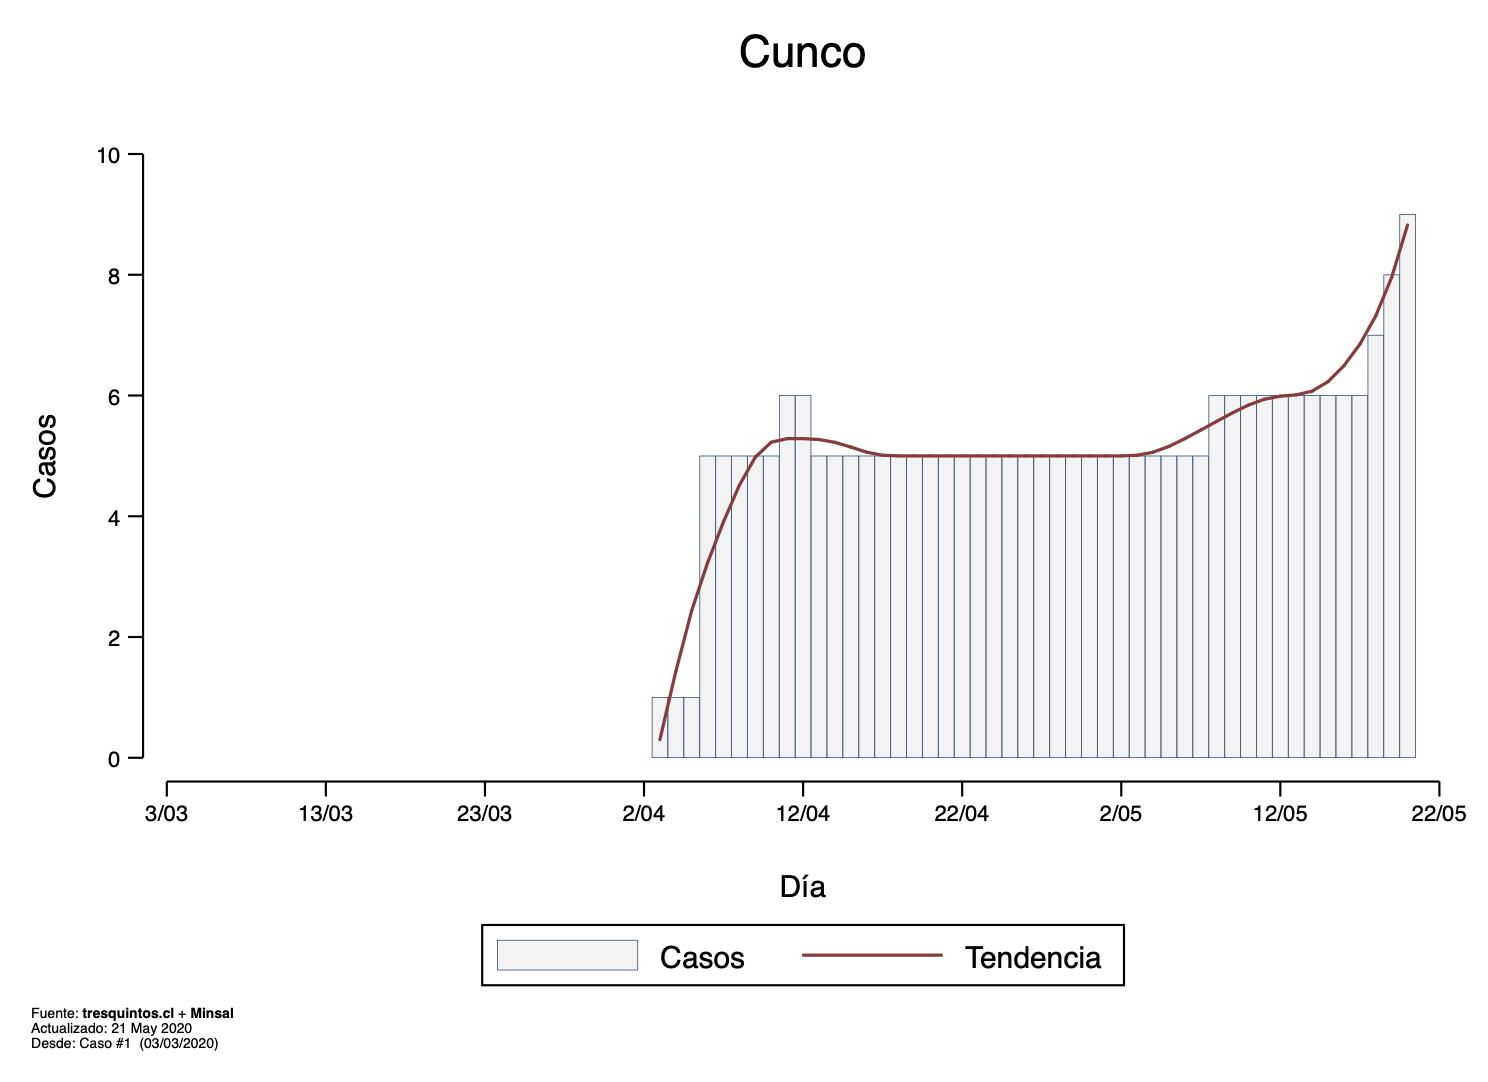 Cunco
10
8
6
4
2
0
Casos
3/03 13/03 23/03 2/04 12/04 22/04 2/05 12/05 22/05
Día
Casos Tendencia
Fuente: tresquintos.cl + Minsal
Actualizado: 21 May 2020
Desde: Caso #1 (03/03/2020)